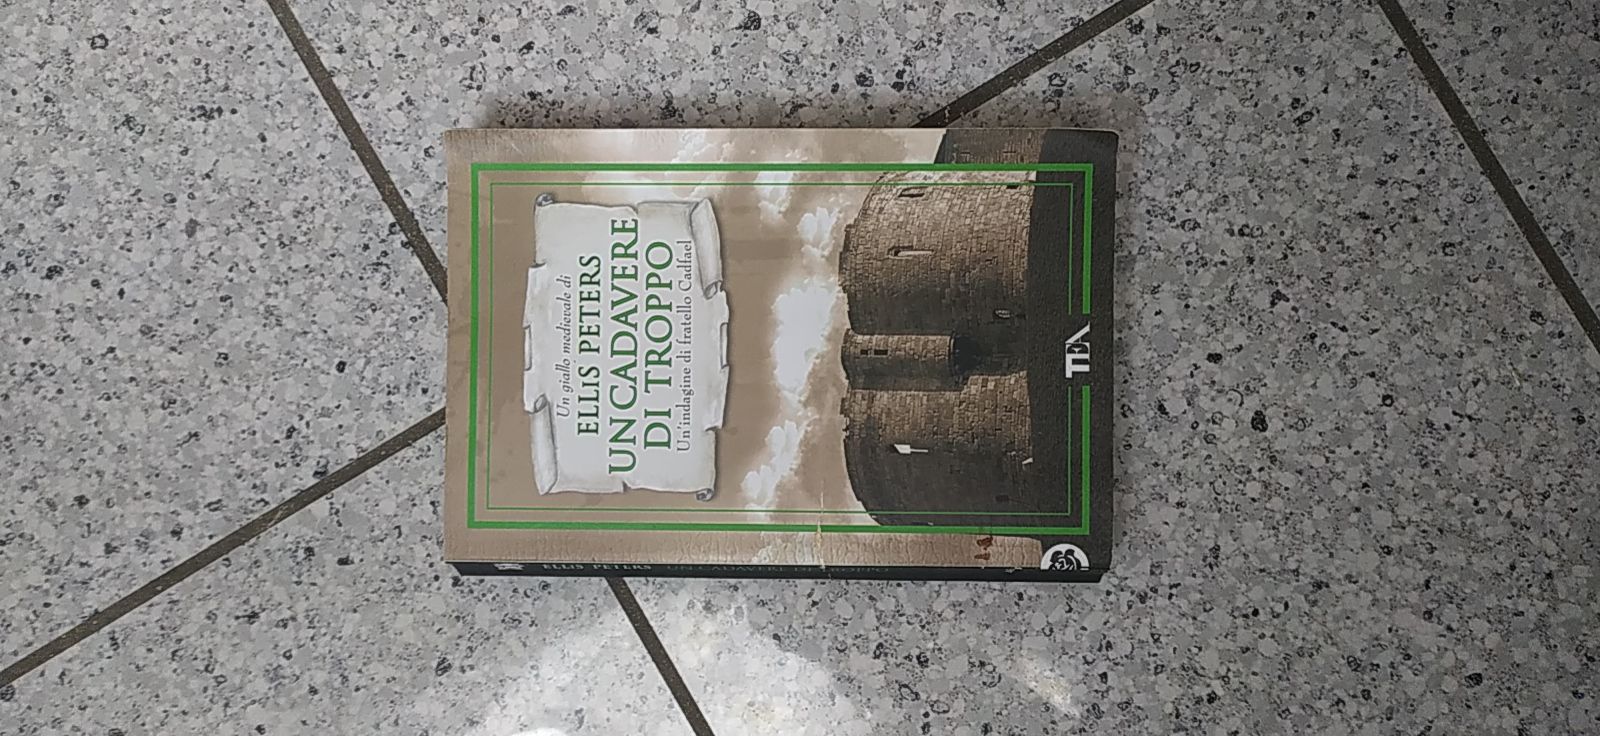 Un giallo medievale di
ELLIS PETERS
UN CADAVERE
DI TROPPO
Un'indagine di fratello Cadfael
TEA
ELLIS PETERS UN CADAVERE DI TROPPO